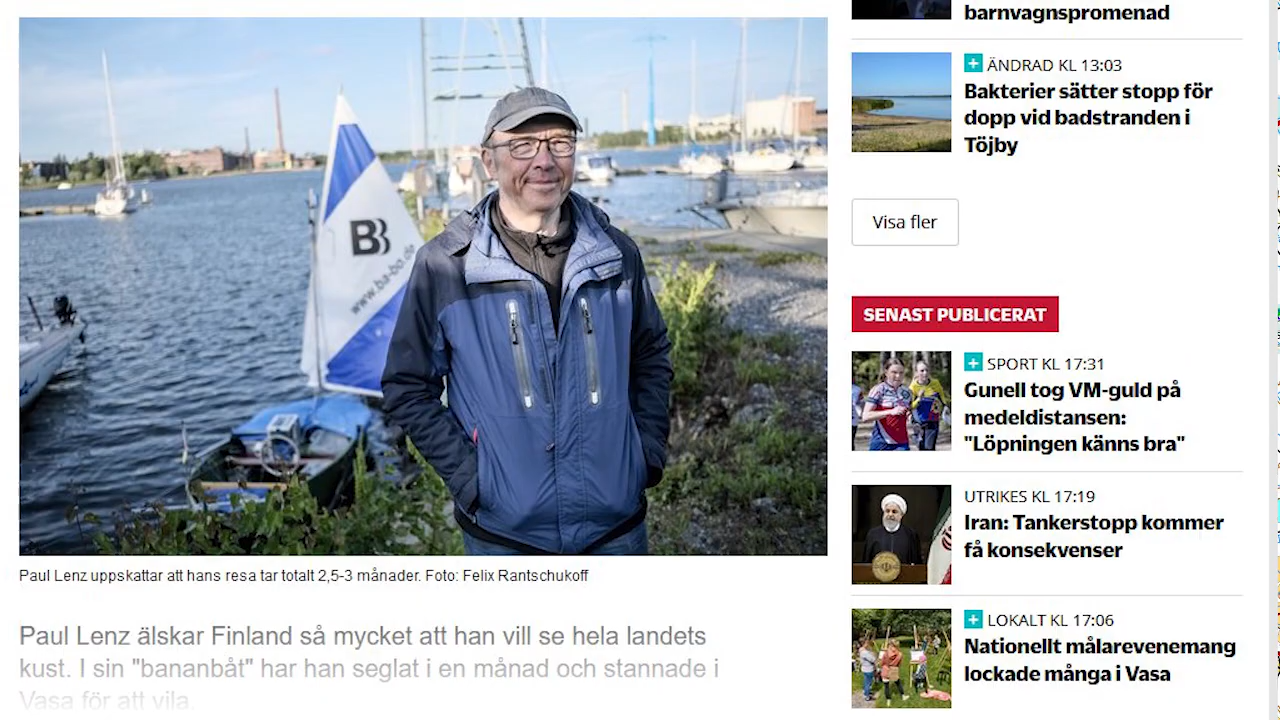 BB
www.ba-bo.de
Paul Lenz uppskattar att hans resa tar totalt 2,5-3 månader. Foto: Felix Rantschukoff
Paul Lenz älskar Finland så mycket att han vill se hela landets
kust. I sin "bananbåt" har han seglat i en månad och stannade i
Vasa för att vila.
barnvagnspromenad
+ ÄNDRAD KL 13:03
Bakterier sätter stopp för
dopp vid badstranden i
Töjby
Visa fler
SENAST PUBLICERAT
+ SPORT KL 17:31
Gunell tog VM-guld på
medeldistansen:
"Löpningen känns bra"
UTRIKES KL 17:19
Iran: Tankerstopp kommer
få konsekvenser
+ LOKALT KL 17:06
Nationellt målarevenemang
lockade många i Vasa